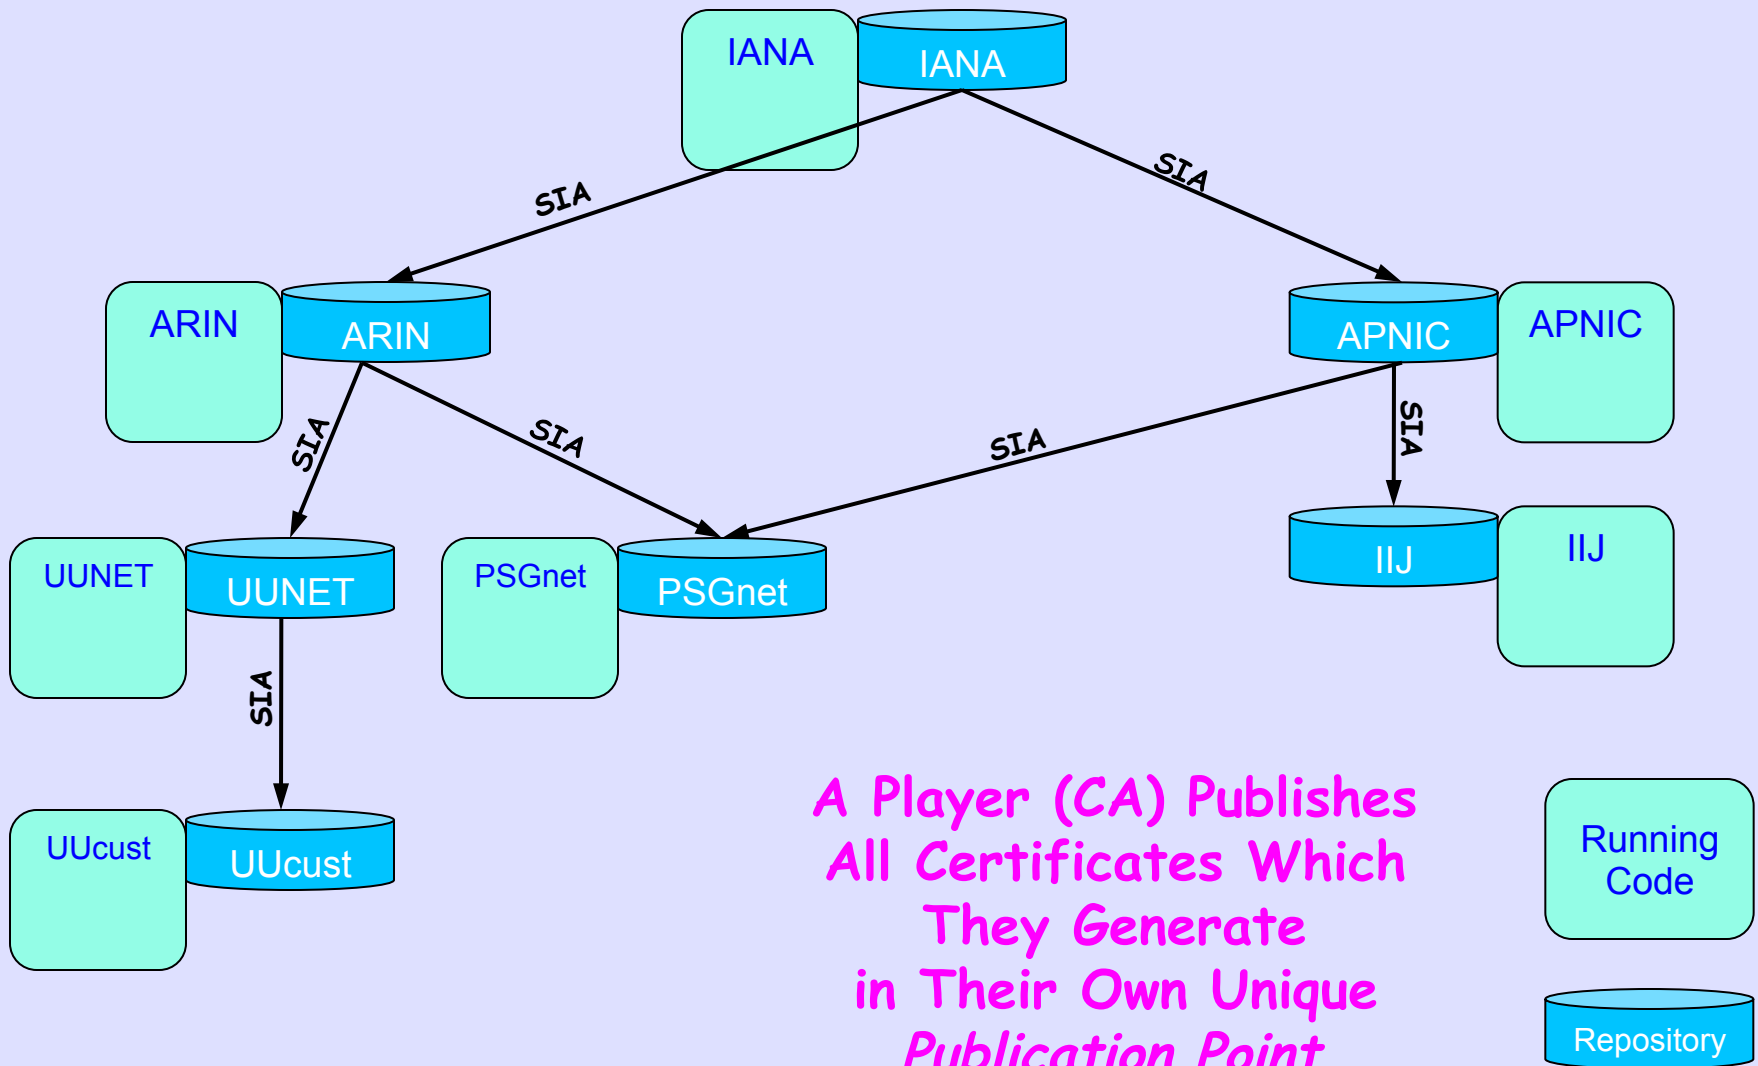 IANA
IANA
SIA
SIA
ARIN
ARIN
APNIC
APNIC
SIA
SIA
SIA
SIA
UUNET
UUNET
PSGnet
PSGnet
IIJ
IIJ
SIA
UUcust
UUcust
A Player (CA) Publishes
All Certificates Which
They Generate
in Their Own Unique
Publication Point
Running
Code
Repository